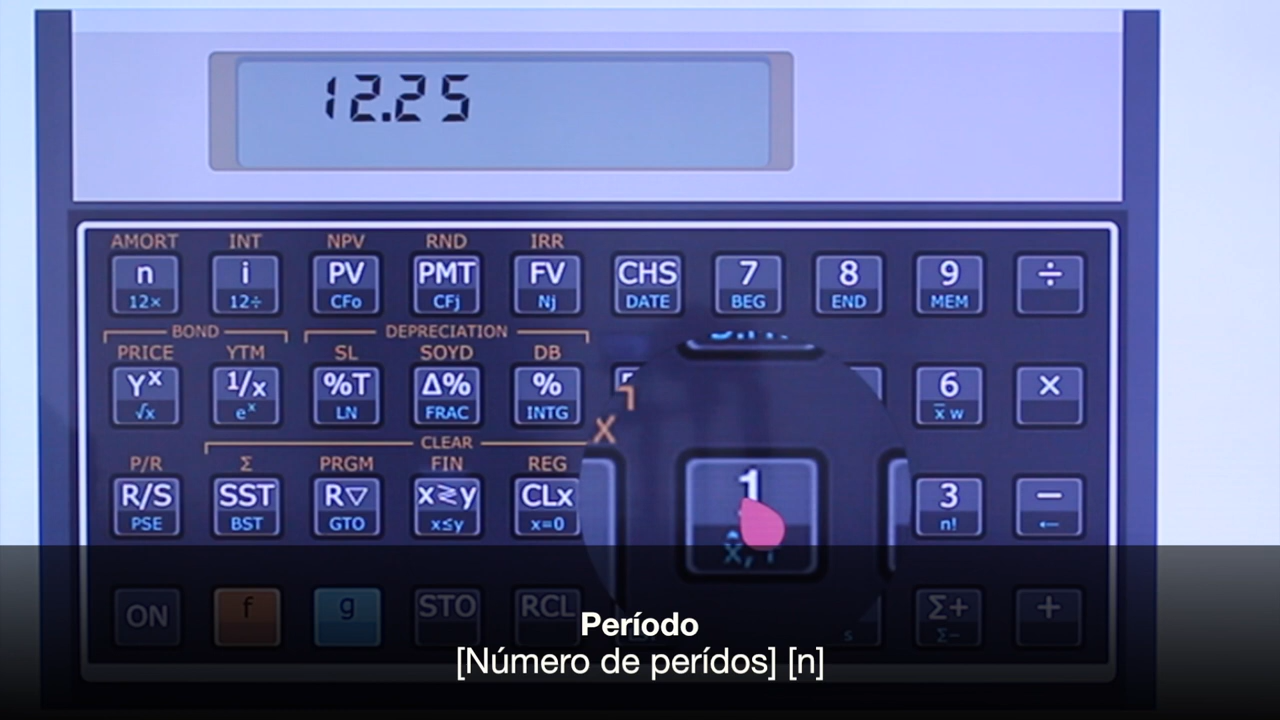 12.25
AMORT INT NPV RND IRR
n i PV PMT FV CHS 7 8 9 ÷
12× 12÷ CFo CFj Nj DATE BEG END MEM
BOND DEPRECIATION
PRICE YTM SL SOYD DB
Yˣ 1/x %T Δ% % 6 ×
√x eˣ LN FRAC INTG x̄ w
X
CLEAR
P/R Σ PRGM FIN REG
R/S SST R▽ x≷y CLx 1 3 −
PSE BST GTO x≤y x=0 n! ←
ON f g STO RCL Σ+ +
s Σ−
Período
[Número de perídos] [n]